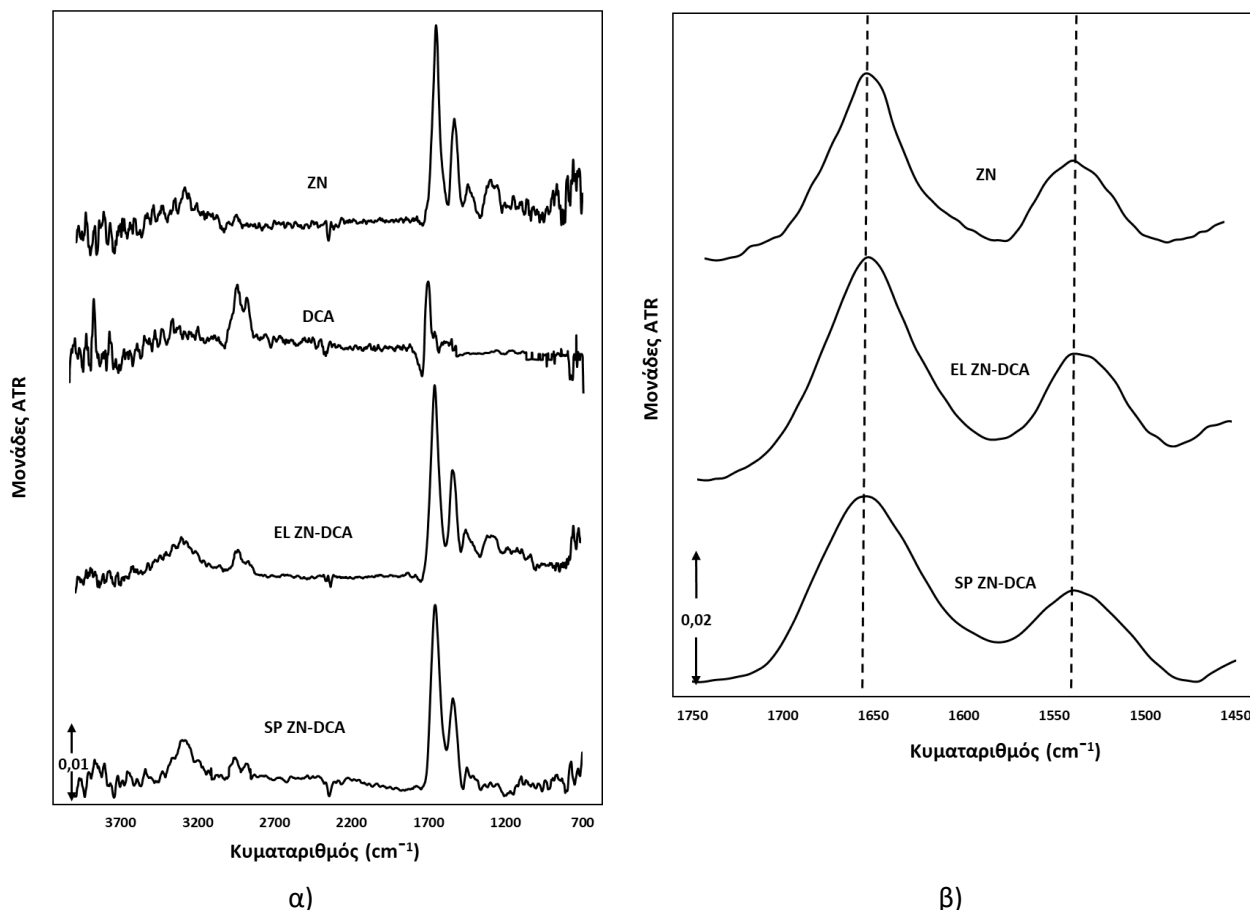 Μονάδες ATR
ZN
DCA
EL ZN-DCA
SP ZN-DCA
0,01
3700 3200 2700 2200 1700 1200 700
Κυματαριθμός (cm⁻¹)
α)
Μονάδες ATR
ZN
EL ZN-DCA
SP ZN-DCA
0,02
1750 1700 1650 1600 1550 1500 1450
Κυματαριθμός (cm⁻¹)
β)